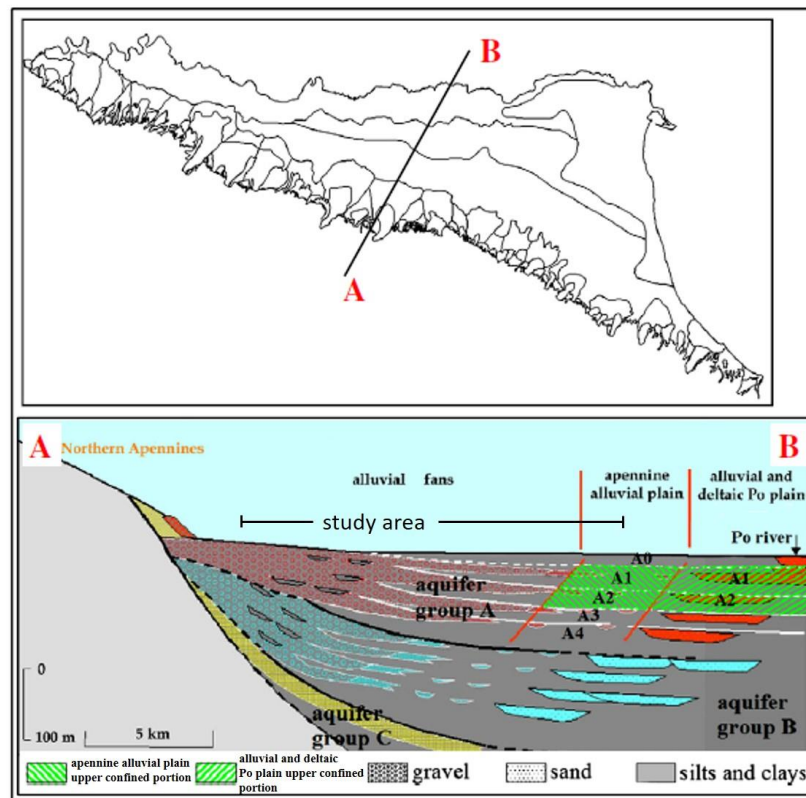 B
A
A
Northern Apennines
B
alluvial fans
apennine
alluvial plain
alluvial and
deltaic Po plain
study area
Po river
A0
A1
A1
aquifer
group A
A2
A2
A3
A4
0
100 m
5 km
aquifer
group C
aquifer
group B
apennine alluvial plain
upper confined portion
alluvial and deltaic
Po plain upper confined
portion
gravel
sand
silts and clays